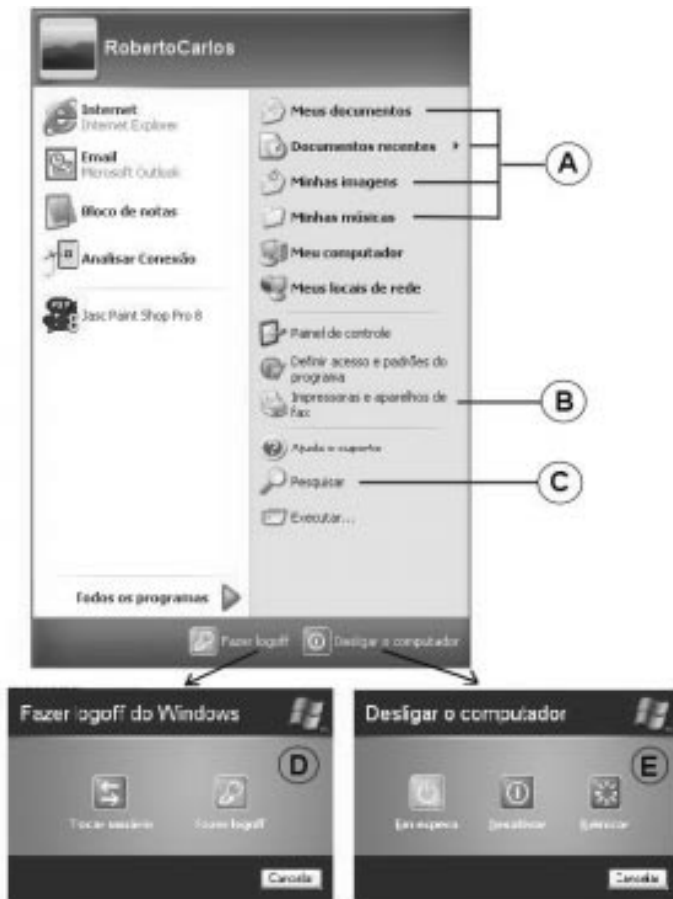 RobertoCarlos
Internet
Internet Explorer
Email
Microsoft Outlook
Bloco de notas
Analisar Conexão
Jasc Paint Shop Pro 8
Todos os programas
Meus documentos
Documentos recentes
Minhas imagens
Minhas músicas
Meu computador
Meus locais de rede
Painel de controle
Definir acesso e padrões do
programa
Impressoras e aparelhos de
fax
Ajuda e suporte
Pesquisar
Executar...
A
B
C
Fazer logoff
Desligar o computador
Fazer logoff do Windows
D
Trocar usuário
Fazer logoff
Cancelar
Desligar o computador
E
Em espera
Desativar
Reiniciar
Cancelar